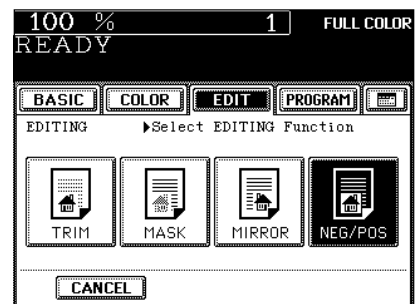 100 % 1 FULL COLOR
READY
BASIC COLOR EDIT PROGRAM
EDITING ▶Select EDITING Function
TRIM MASK MIRROR NEG/POS
CANCEL